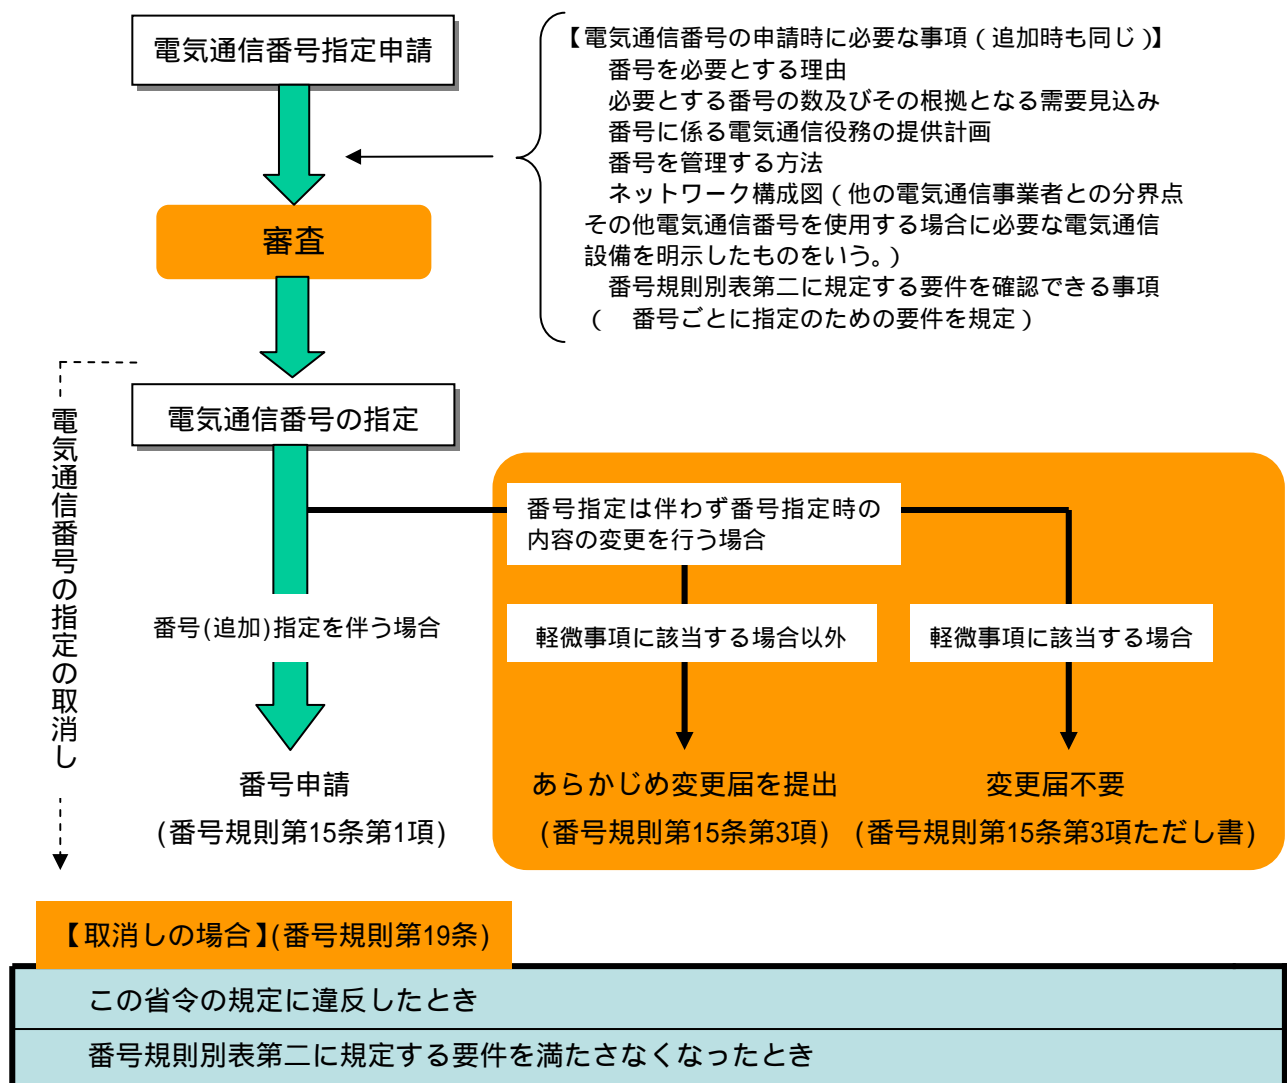 電気通信番号指定申請
【電気通信番号の申請時に必要な事項（追加時も同じ）】
番号を必要とする理由
必要とする番号の数及びその根拠となる需要見込み
番号に係る電気通信役務の提供計画
番号を管理する方法
ネットワーク構成図（他の電気通信事業者との分界点
その他電気通信番号を使用する場合に必要な電気通信
設備を明示したものをいう。）
番号規則別表第二に規定する要件を確認できる事項
（　番号ごとに指定のための要件を規定）
審査
電気通信番号の指定
電気通信番号の指定の取消し
番号指定は伴わず番号指定時の
内容の変更を行う場合
番号(追加)指定を伴う場合
軽微事項に該当する場合以外
軽微事項に該当する場合
番号申請
(番号規則第15条第1項)
あらかじめ変更届を提出
(番号規則第15条第3項)
変更届不要
(番号規則第15条第3項ただし書)
【取消しの場合】(番号規則第19条)
この省令の規定に違反したとき
番号規則別表第二に規定する要件を満たさなくなったとき